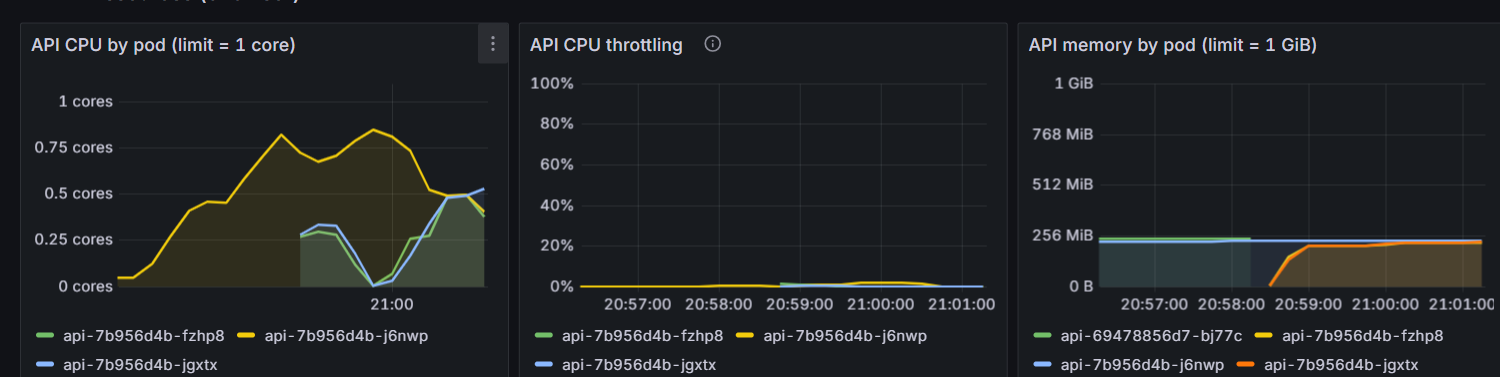 API CPU by pod (limit = 1 core)
1 cores
0.75 cores
0.5 cores
0.25 cores
0 cores
21:00
api-7b956d4b-fzhp8 api-7b956d4b-j6nwp
api-7b956d4b-jgxtx
API CPU throttling
100%
80%
60%
40%
20%
0%
20:57:00 20:58:00 20:59:00 21:00:00 21:01:00
api-7b956d4b-fzhp8 api-7b956d4b-j6nwp
api-7b956d4b-jgxtx
API memory by pod (limit = 1 GiB)
1 GiB
768 MiB
512 MiB
256 MiB
0 B
20:57:00 20:58:00 20:59:00 21:00:00 21:01:00
api-69478856d7-bj77c api-7b956d4b-fzhp8
api-7b956d4b-j6nwp api-7b956d4b-jgxtx